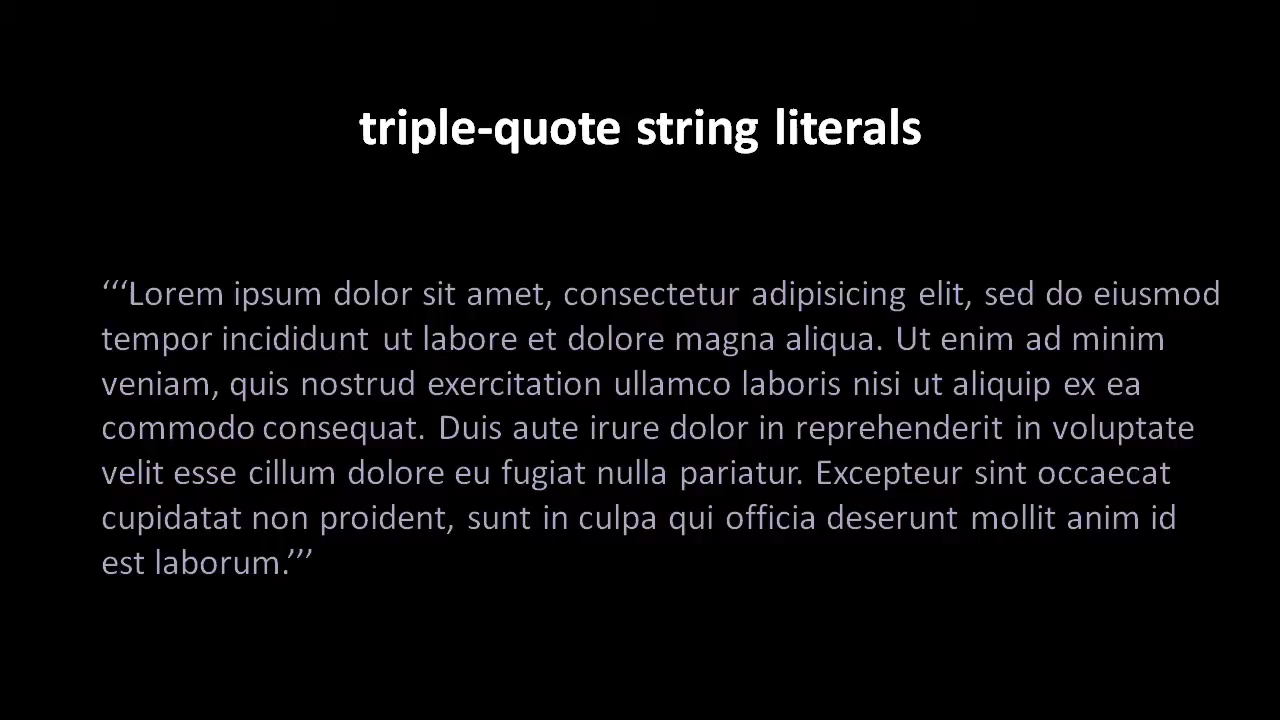 triple-quote string literals
‘‘‘Lorem ipsum dolor sit amet, consectetur adipisicing elit, sed do eiusmod
tempor incididunt ut labore et dolore magna aliqua. Ut enim ad minim
veniam, quis nostrud exercitation ullamco laboris nisi ut aliquip ex ea
commodo consequat. Duis aute irure dolor in reprehenderit in voluptate
velit esse cillum dolore eu fugiat nulla pariatur. Excepteur sint occaecat
cupidatat non proident, sunt in culpa qui officia deserunt mollit anim id
est laborum.’’’